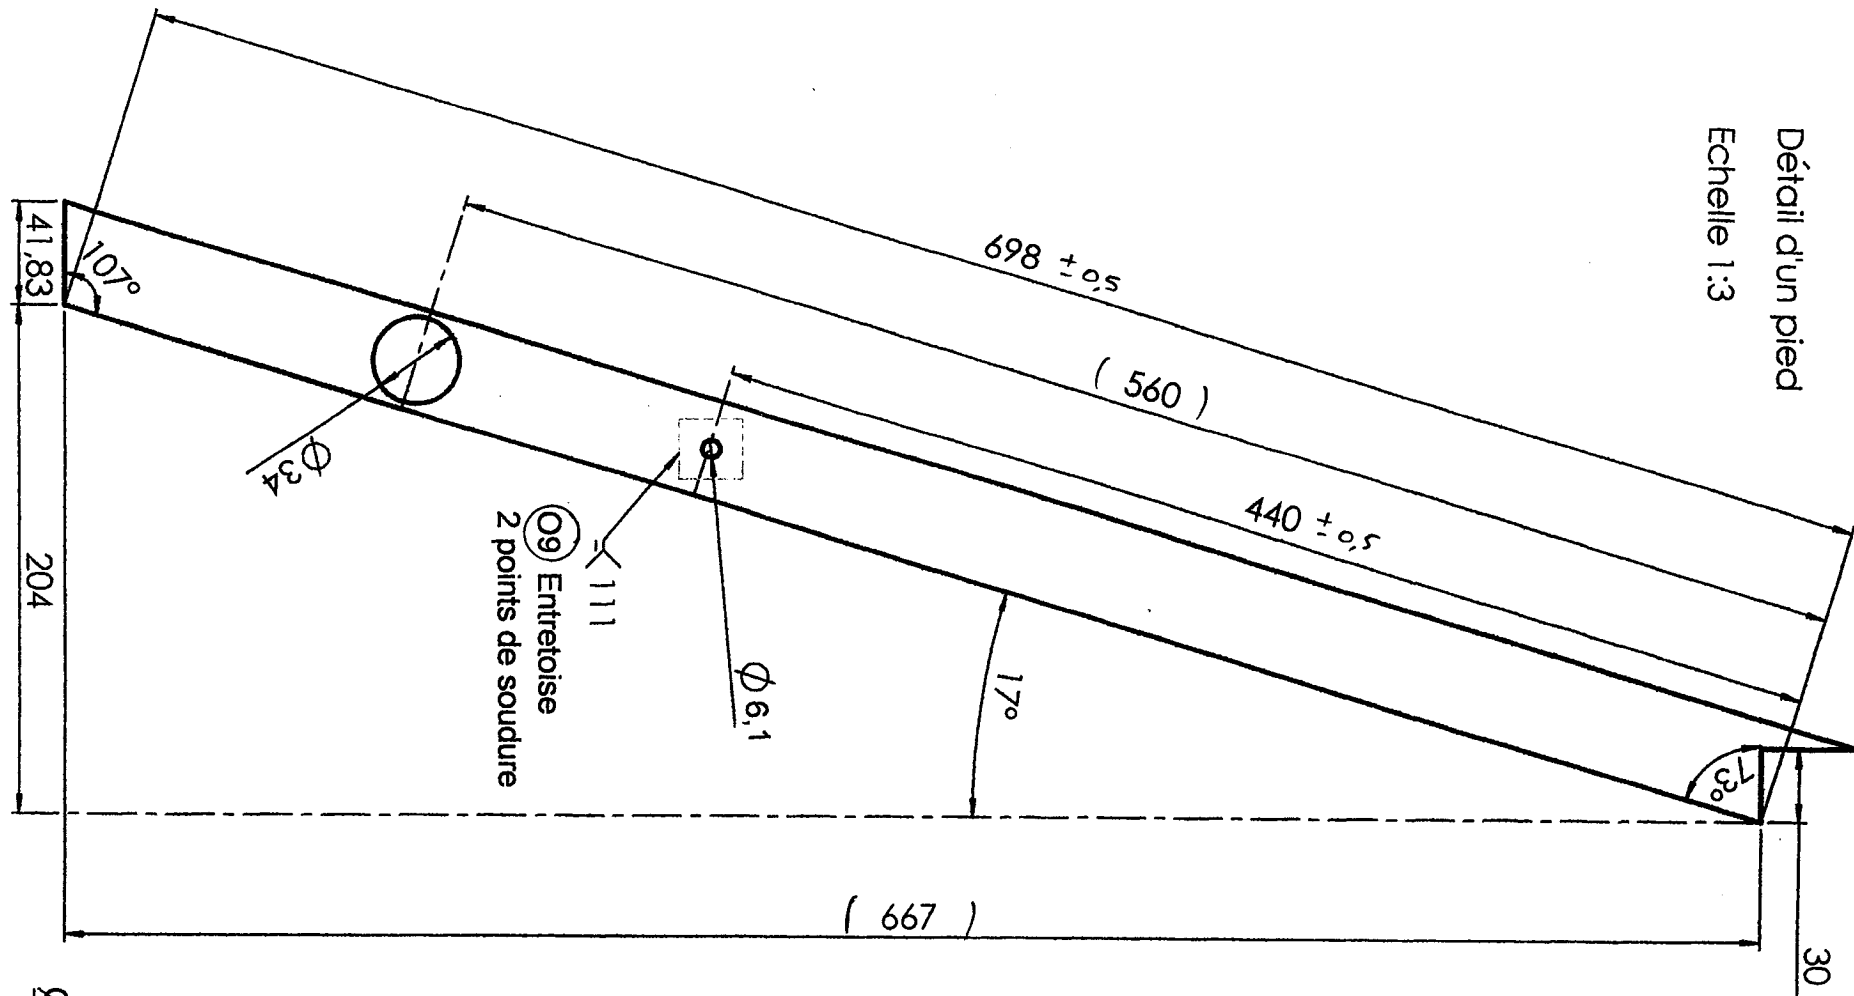 Détail d'un pied
Echelle 1:3
698 ± 0,5
( 560 )
440 ± 0,5
41,83
107°
Ø34
204
111
09 Entretoise
2 points de soudure
Ø6,1
17°
73°
( 667 )
30